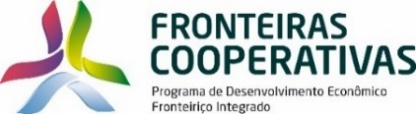 FRONTEIRAS
COOPERATIVAS
Programa de Desenvolvimento Econômico
Fronteiriço Integrado